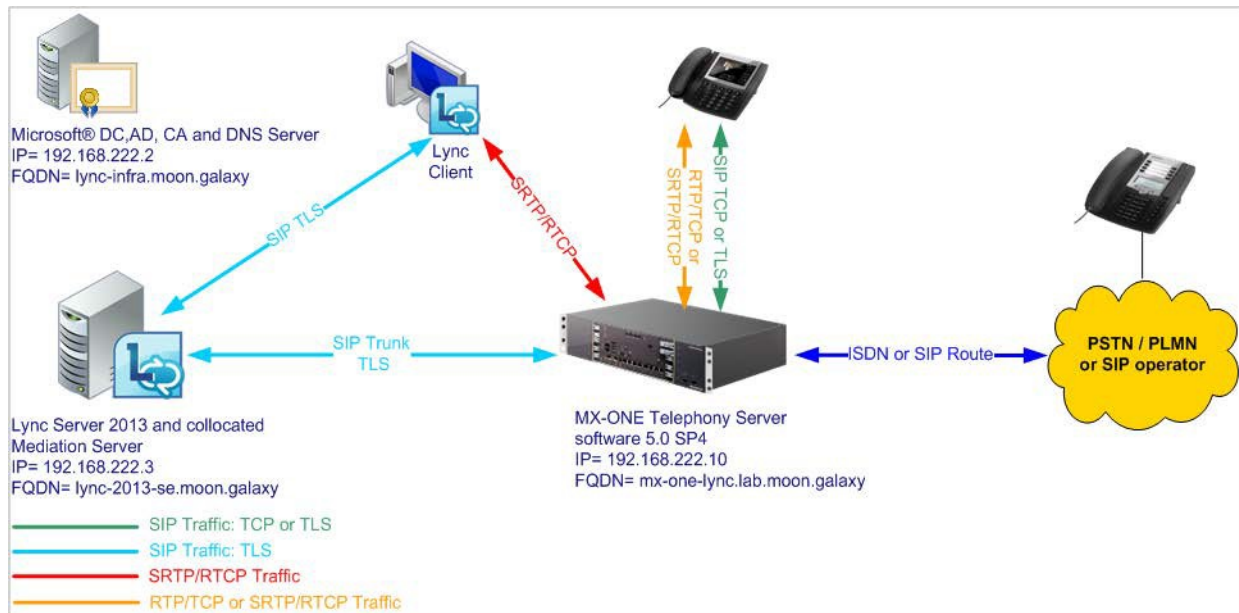 Microsoft® DC,AD, CA and DNS Server
IP= 192.168.222.2
FQDN= lync-infra.moon.galaxy
Lync
Client
SIP TLS
SRTP/RTCP
RTP/TCP or
SRTP/RTCP
SIP TCP or TLS
SIP Trunk
TLS
ISDN or SIP Route
PSTN / PLMN
or SIP operator
Lync Server 2013 and collocated
Mediation Server
IP= 192.168.222.3
FQDN= lync-2013-se.moon.galaxy
MX-ONE Telephony Server
software 5.0 SP4
IP= 192.168.222.10
FQDN= mx-one-lync.lab.moon.galaxy
SIP Traffic: TCP or TLS
SIP Traffic: TLS
SRTP/RTCP Traffic
RTP/TCP or SRTP/RTCP Traffic